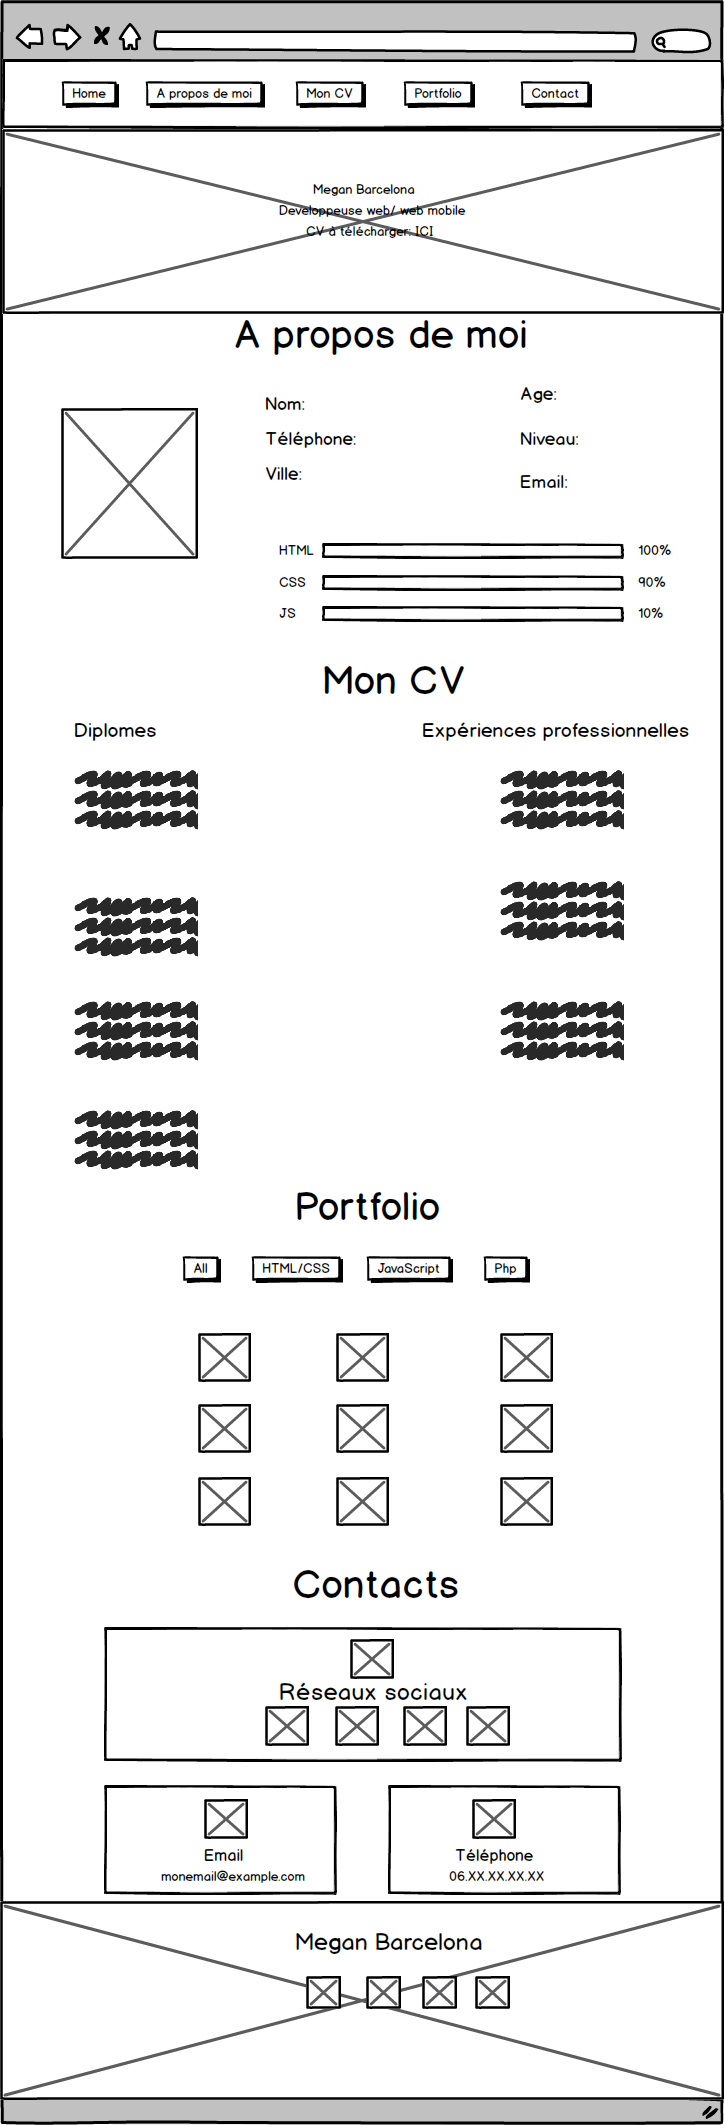 Home A propos de moi Mon CV Portfolio Contact
Megan Barcelona
Developpeuse web/ web mobile
CV à télécharger: ICI
A propos de moi
Nom:
Age:
Téléphone:
Niveau:
Ville:
Email:
HTML 100%
CSS 90%
JS 10%
Mon CV
Diplomes Expériences professionnelles
Portfolio
All HTML/CSS JavaScript Php
Contacts
Réseaux sociaux
Email
monemail@example.com
Téléphone
06.XX.XX.XX.XX
Megan Barcelona